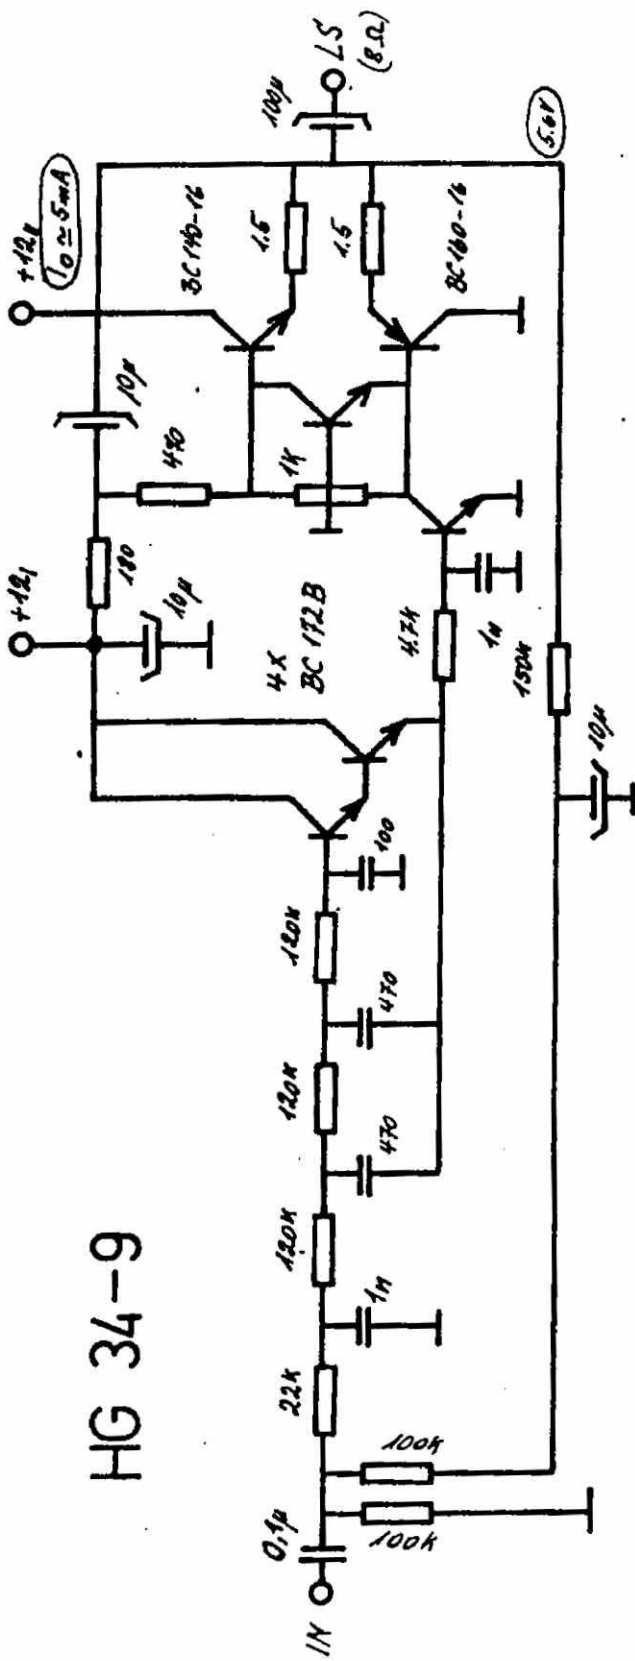 HG 34-9
IN
0,1µ
100K
100K
22K
1n
120K
470
120K
470
120K
100
4x
BC 172B
+12₁
10µ
180
10µ
470
1K
4.7K
1n
150K
10µ
+12₁₁
I₀ ≃ 5mA
BC140-16
1.5
1.5
BC160-16
100µ
LS
(8Ω)
5.6V